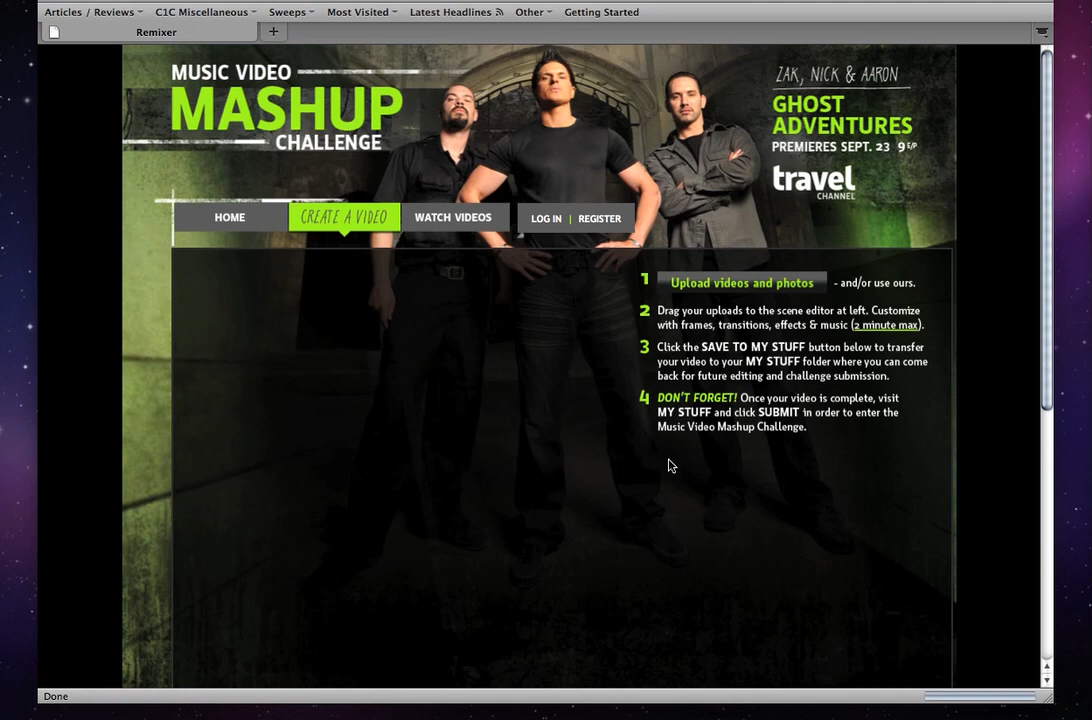 Articles / Reviews C1C Miscellaneous Sweeps Most Visited Latest Headlines Other Getting Started
Remixer +
MUSIC VIDEO
MASHUP
CHALLENGE
ZAK, NICK & AARON
GHOST
ADVENTURES
PREMIERES SEPT. 23 9 E/P
travel
CHANNEL
HOME CREATE A VIDEO WATCH VIDEOS LOG IN | REGISTER
1 Upload videos and photos - and/or use ours.
2 Drag your uploads to the scene editor at left. Customize
with frames, transitions, effects & music (2 minute max).
3 Click the SAVE TO MY STUFF button below to transfer
your video to your MY STUFF folder where you can come
back for future editing and challenge submission.
4 DON'T FORGET! Once your video is complete, visit
MY STUFF and click SUBMIT in order to enter the
Music Video Mashup Challenge.
Done